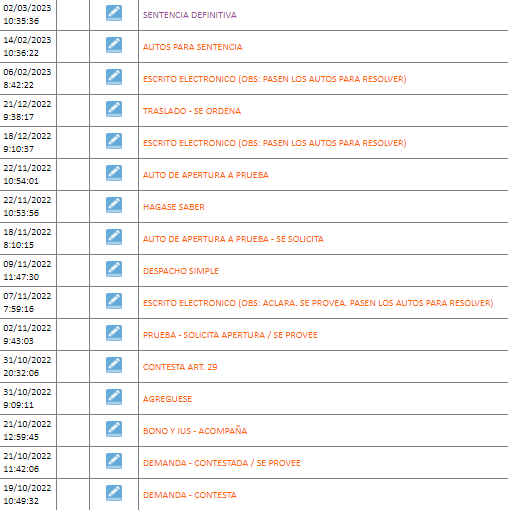 02/03/2023
10:35:36
SENTENCIA DEFINITIVA
14/02/2023
10:36:22
AUTOS PARA SENTENCIA
06/02/2023
8:42:22
ESCRITO ELECTRONICO (OBS: PASEN LOS AUTOS PARA RESOLVER)
21/12/2022
9:38:17
TRASLADO - SE ORDENA
18/12/2022
9:10:37
ESCRITO ELECTRONICO (OBS: PASEN LOS AUTOS PARA RESOLVER)
22/11/2022
10:54:01
AUTO DE APERTURA A PRUEBA
22/11/2022
10:53:56
HAGASE SABER
18/11/2022
8:10:15
AUTO DE APERTURA A PRUEBA - SE SOLICITA
09/11/2022
11:47:30
DESPACHO SIMPLE
07/11/2022
7:59:16
ESCRITO ELECTRONICO (OBS: ACLARA. SE PROVEA. PASEN LOS AUTOS PARA RESOLVER)
02/11/2022
9:43:03
PRUEBA - SOLICITA APERTURA / SE PROVEE
31/10/2022
20:32:06
CONTESTA ART. 29
31/10/2022
9:09:11
AGREGUESE
21/10/2022
12:59:45
BONO Y IUS - ACOMPAÑA
21/10/2022
11:42:06
DEMANDA - CONTESTADA / SE PROVEE
19/10/2022
10:49:32
DEMANDA - CONTESTA